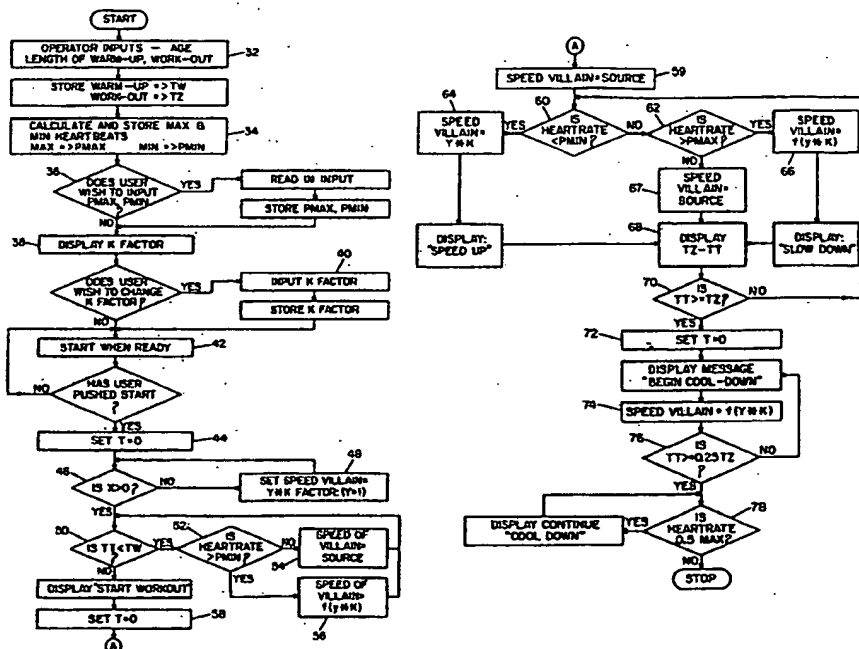 START
OPERATOR INPUTS — AGE
LENGTH OF WARM-UP, WORK-OUT
32
STORE WARM-UP =>TW
WORK-OUT =>TZ
CALCULATE AND STORE MAX &
MIN HEARTBEATS
MAX =>PMAX MIN =>PMIN
34
36
DOES USER
WISH TO INPUT
PMAX, PMIN
?
YES
NO
READ IN INPUT
STORE PMAX, PMIN
38
DISPLAY K FACTOR
DOES USER
WISH TO CHANGE
K FACTOR?
YES
NO
40
INPUT K FACTOR
STORE K FACTOR
START WHEN READY
42
HAS USER
PUSHED START
?
NO
YES
SET T=0
44
46
IS X>0?
NO
YES
48
SET SPEED VILLAIN=
Y*K FACTOR: (Y=1)
50
IS TT<TW
?
YES
NO
52
IS
HEARTRATE
>PMIN?
NO
YES
SPEED OF
VILLAIN=
SOURCE
54
SPEED OF
VILLAIN=
f(y*K)
56
DISPLAY "START WORKOUT"
SET T=0
58
A
A
SPEED VILLAIN=SOURCE
59
64
SPEED
VILLAIN=
Y*K
YES
60
IS
HEARTRATE
<PMIN?
NO
62
IS
HEARTRATE
>PMAX?
YES
NO
SPEED
VILLAIN=
f(y*K)
66
67
SPEED
VILLAIN=
SOURCE
DISPLAY:
"SPEED UP"
68
DISPLAY
TZ-TT
DISPLAY:
"SLOW DOWN"
70
IS
TT>=TZ?
NO
YES
72
SET T=0
DISPLAY MESSAGE
"BEGIN COOL-DOWN"
74
SPEED VILLAIN = f(Y*K)
76
IS
TT>=0.25TZ
?
NO
YES
78
IS
HEARTRATE
0.5 MAX?
YES
NO
DISPLAY CONTINUE
"COOL DOWN"
STOP